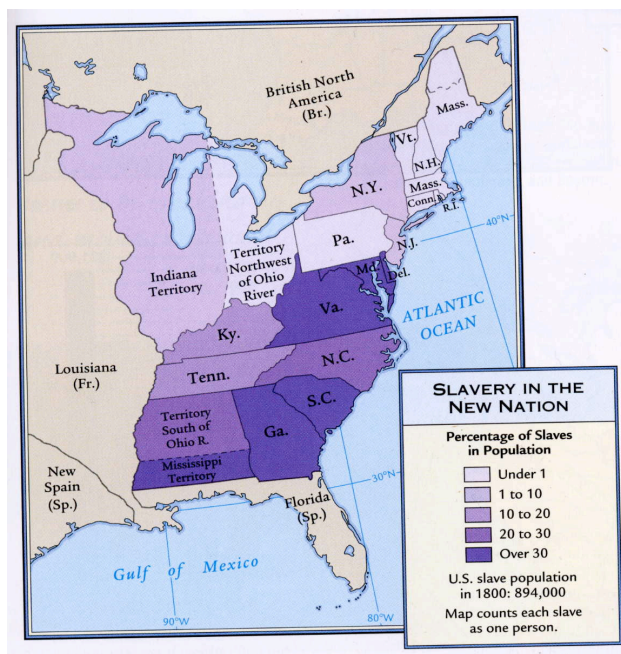 British North
America
(Br.)
Mass.
Vt.
N.H.
N.Y.
Mass.
Conn.
R.I.
40°N
Pa.
N.J.
Territory
Northwest
of Ohio
River
Indiana
Territory
Md.
Del.
Va.
ATLANTIC
OCEAN
Ky.
Louisiana
(Fr.)
Tenn.
N.C.
S.C.
Territory
South of
Ohio R.
Ga.
Mississippi
Territory
New
Spain
(Sp.)
30°N
Florida
(Sp.)
Gulf of Mexico
90°W
80°W
SLAVERY IN THE
NEW NATION
Percentage of Slaves
in Population
Under 1
1 to 10
10 to 20
20 to 30
Over 30
U.S. slave population
in 1800: 894,000
Map counts each slave
as one person.